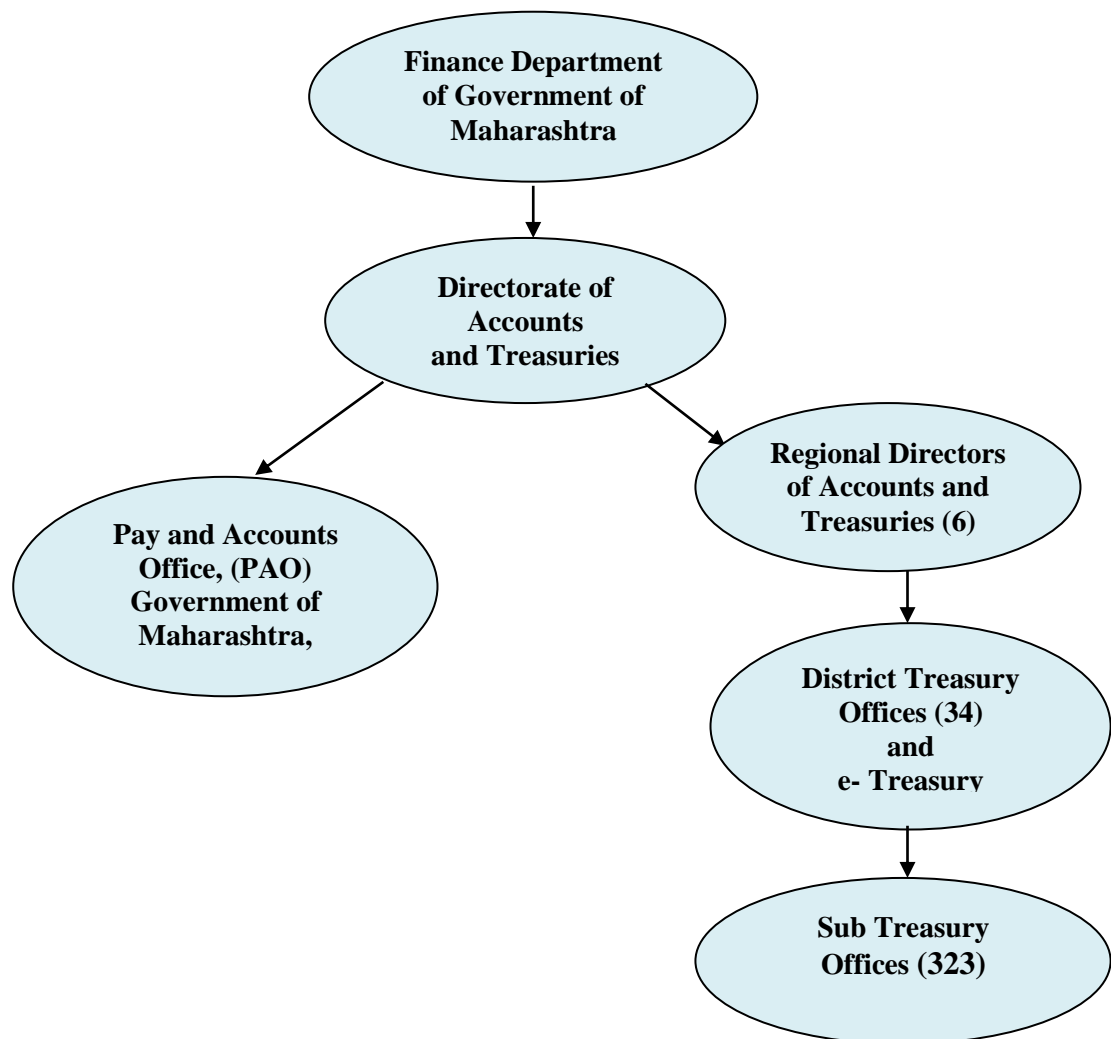 Finance Department
of Government of
Maharashtra
Directorate of
Accounts
and Treasuries
Pay and Accounts
Office, (PAO)
Government of
Maharashtra,
Regional Directors
of Accounts and
Treasuries (6)
District Treasury
Offices (34)
and
e- Treasury
Sub Treasury
Offices (323)